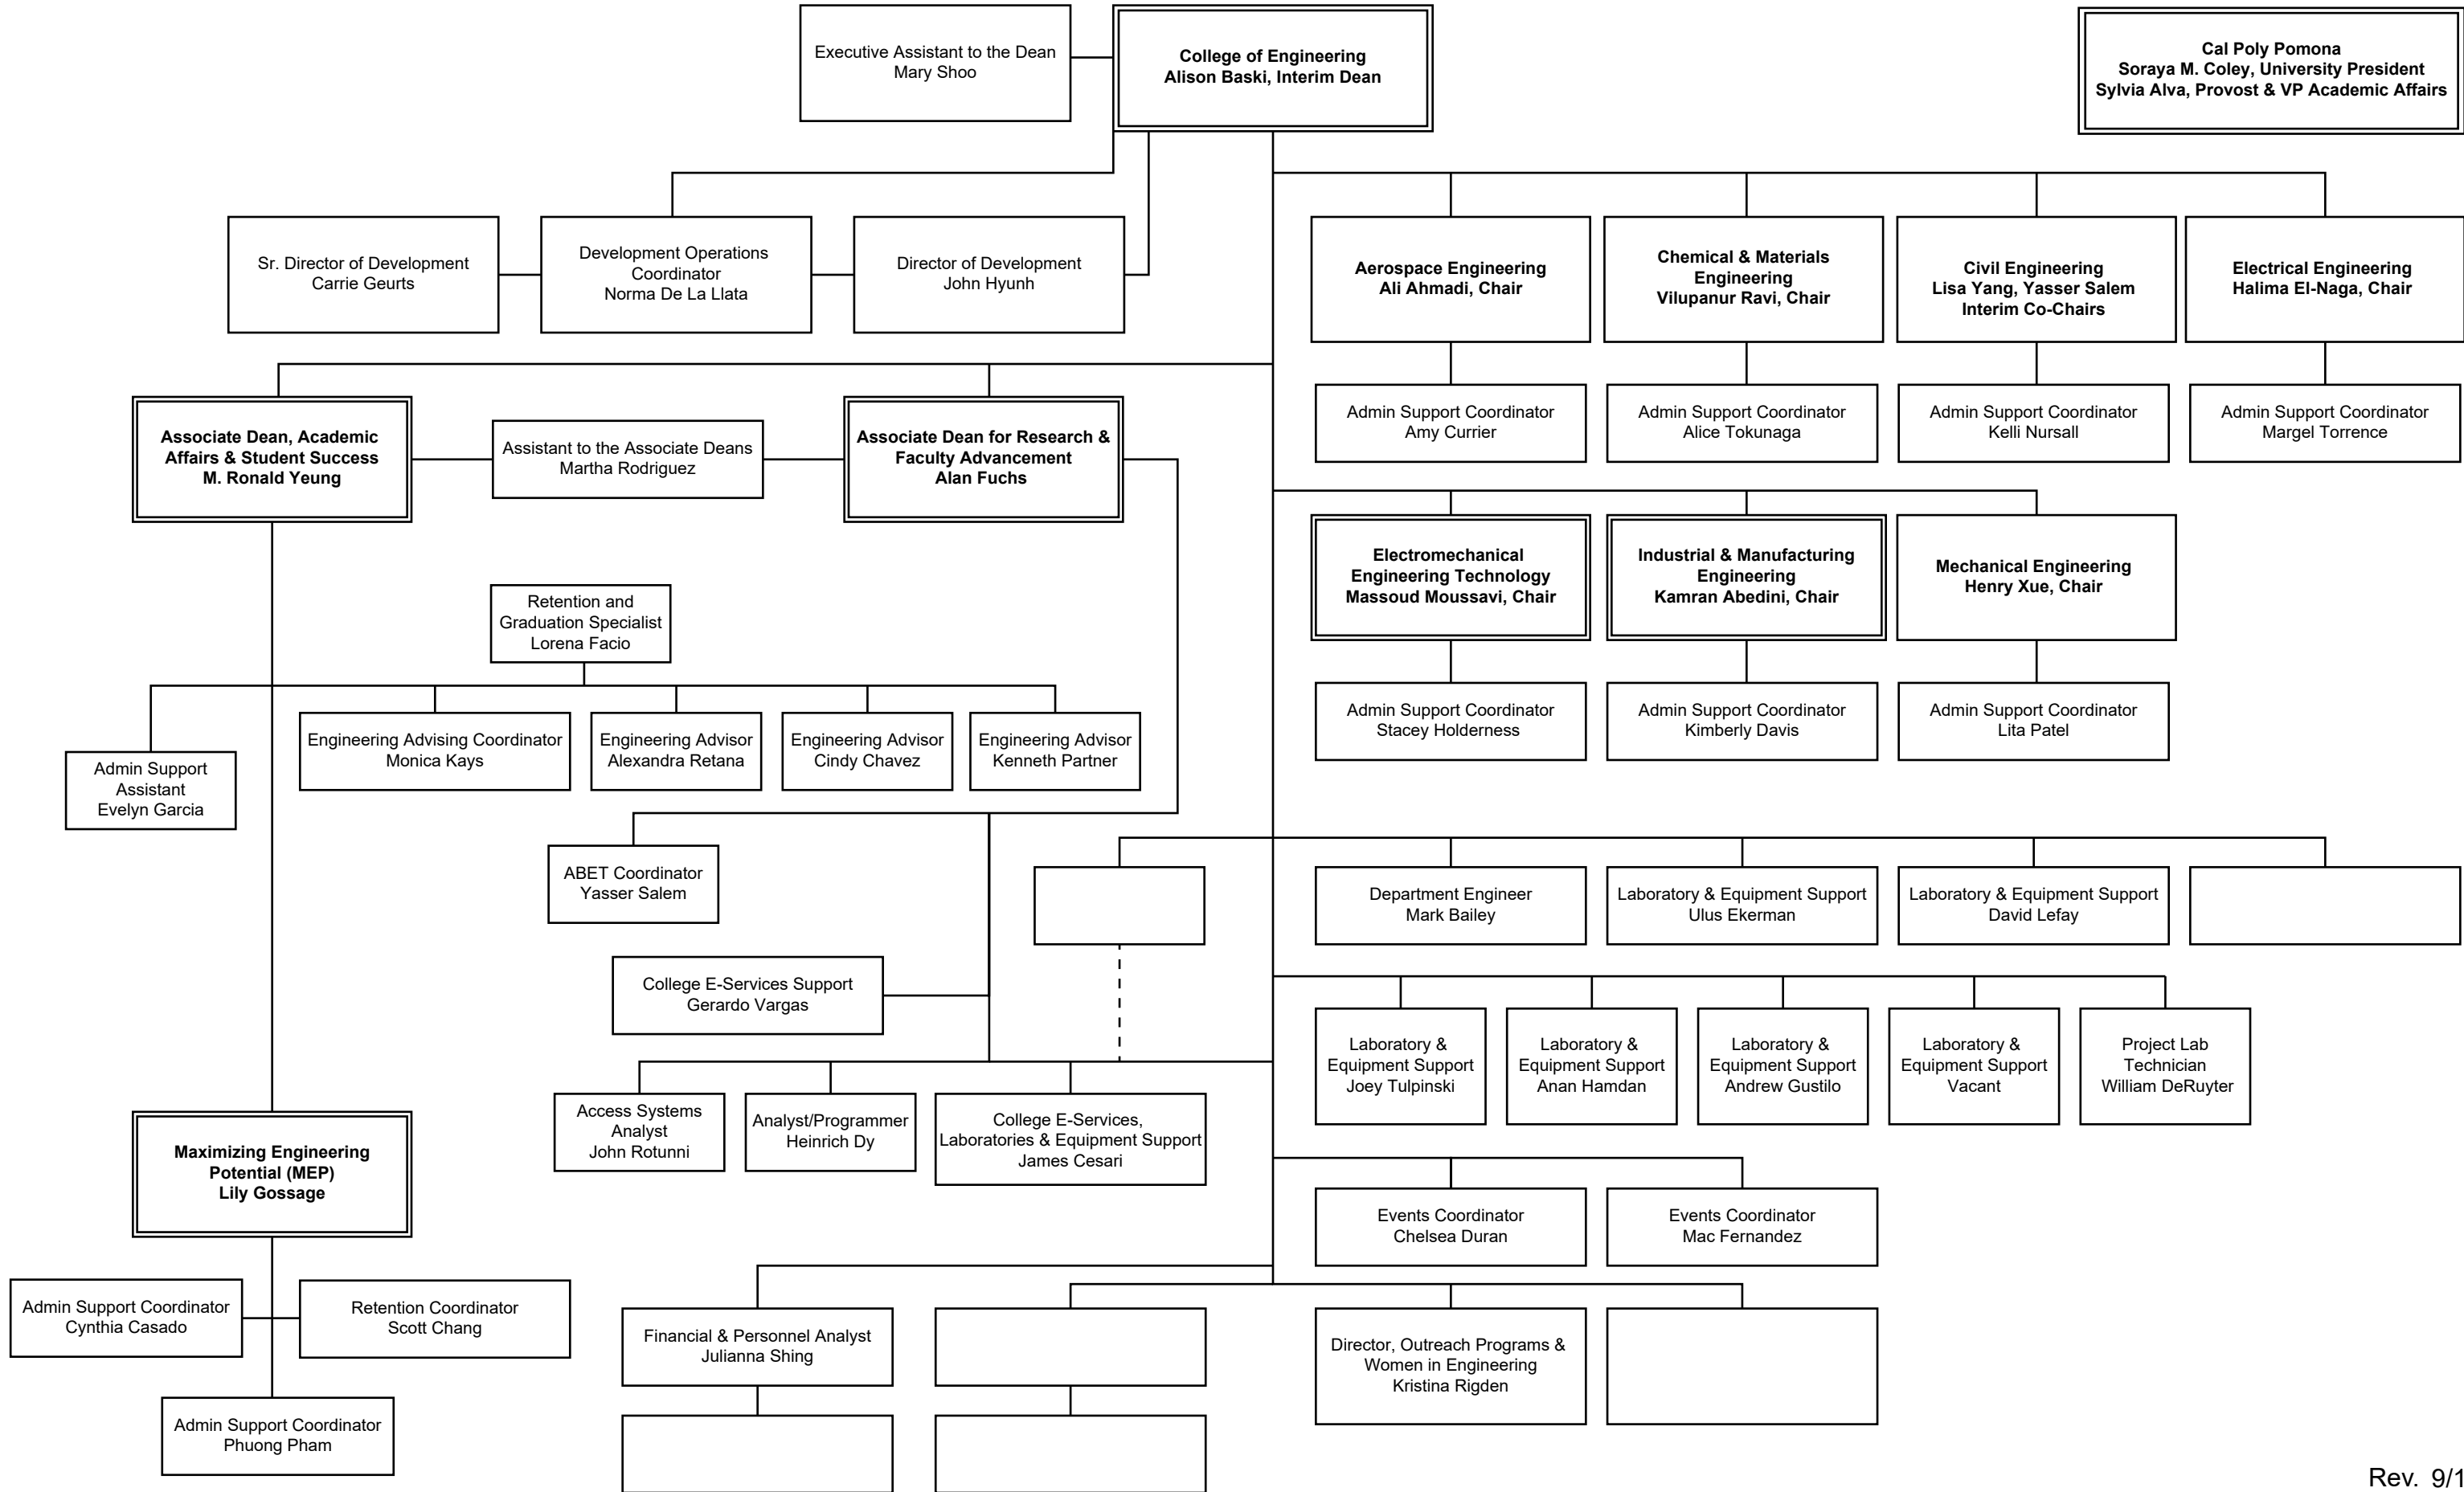 Executive Assistant to the Dean
Mary Shoo
College of Engineering
Alison Baski, Interim Dean
Cal Poly Pomona
Soraya M. Coley, University President
Sylvia Alva, Provost & VP Academic Affairs
Sr. Director of Development
Carrie Geurts
Development Operations
Coordinator
Norma De La Llata
Director of Development
John Hyunh
Aerospace Engineering
Ali Ahmadi, Chair
Chemical & Materials
Engineering
Vilupanur Ravi, Chair
Civil Engineering
Lisa Yang, Yasser Salem
Interim Co-Chairs
Electrical Engineering
Halima El-Naga, Chair
Admin Support Coordinator
Amy Currier
Admin Support Coordinator
Alice Tokunaga
Admin Support Coordinator
Kelli Nursall
Admin Support Coordinator
Margel Torrence
Associate Dean, Academic
Affairs & Student Success
M. Ronald Yeung
Assistant to the Associate Deans
Martha Rodriguez
Associate Dean for Research &
Faculty Advancement
Alan Fuchs
Electromechanical
Engineering Technology
Massoud Moussavi, Chair
Industrial & Manufacturing
Engineering
Kamran Abedini, Chair
Mechanical Engineering
Henry Xue, Chair
Retention and
Graduation Specialist
Lorena Facio
Admin Support Coordinator
Stacey Holderness
Admin Support Coordinator
Kimberly Davis
Admin Support Coordinator
Lita Patel
Admin Support
Assistant
Evelyn Garcia
Engineering Advising Coordinator
Monica Kays
Engineering Advisor
Alexandra Retana
Engineering Advisor
Cindy Chavez
Engineering Advisor
Kenneth Partner
ABET Coordinator
Yasser Salem
Department Engineer
Mark Bailey
Laboratory & Equipment Support
Ulus Ekerman
Laboratory & Equipment Support
David Lefay
College E-Services Support
Gerardo Vargas
Laboratory &
Equipment Support
Joey Tulpinski
Laboratory &
Equipment Support
Anan Hamdan
Laboratory &
Equipment Support
Andrew Gustilo
Laboratory &
Equipment Support
Vacant
Project Lab
Technician
William DeRuyter
Access Systems
Analyst
John Rotunni
Analyst/Programmer
Heinrich Dy
College E-Services,
Laboratories & Equipment Support
James Cesari
Maximizing Engineering
Potential (MEP)
Lily Gossage
Events Coordinator
Chelsea Duran
Events Coordinator
Mac Fernandez
Admin Support Coordinator
Cynthia Casado
Retention Coordinator
Scott Chang
Financial & Personnel Analyst
Julianna Shing
Director, Outreach Programs &
Women in Engineering
Kristina Rigden
Admin Support Coordinator
Phuong Pham
Rev. 9/1